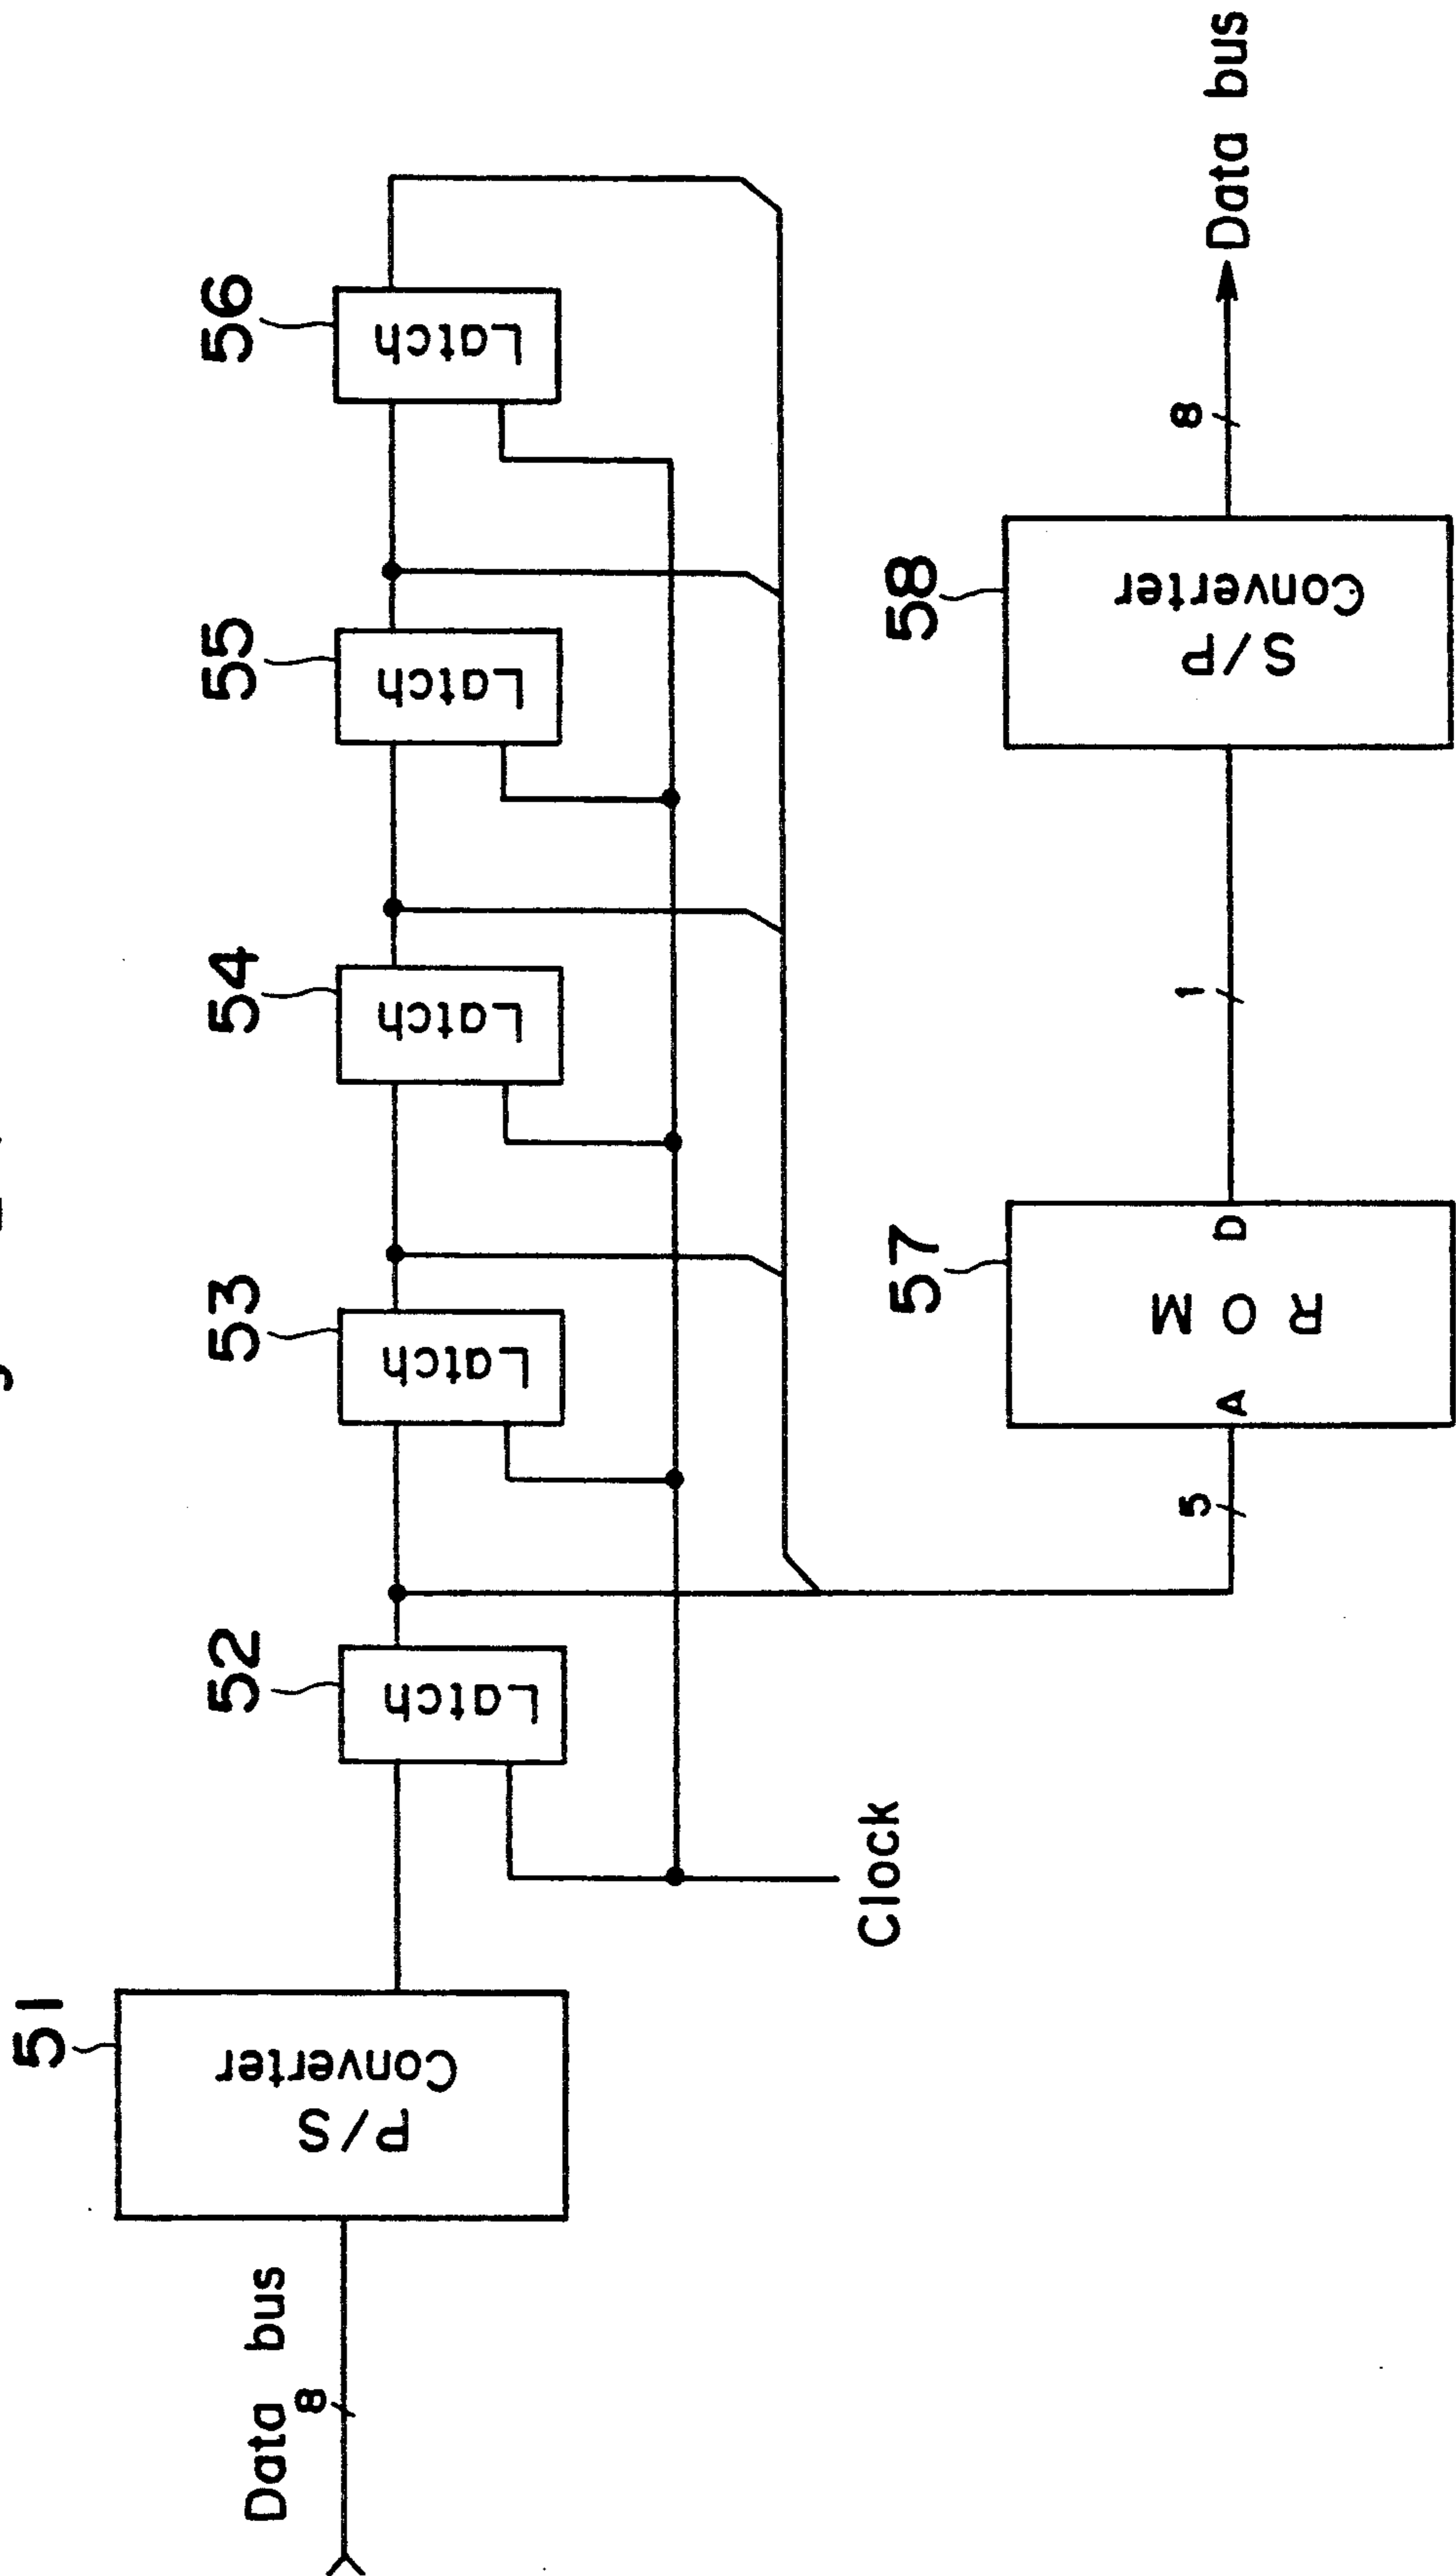 51
P/S
Converter
Data bus
8
52
Latch
53
Latch
54
Latch
55
Latch
56
Latch
Clock
57
A
ROM
D
5
1
58
S/P
Converter
8
Data bus